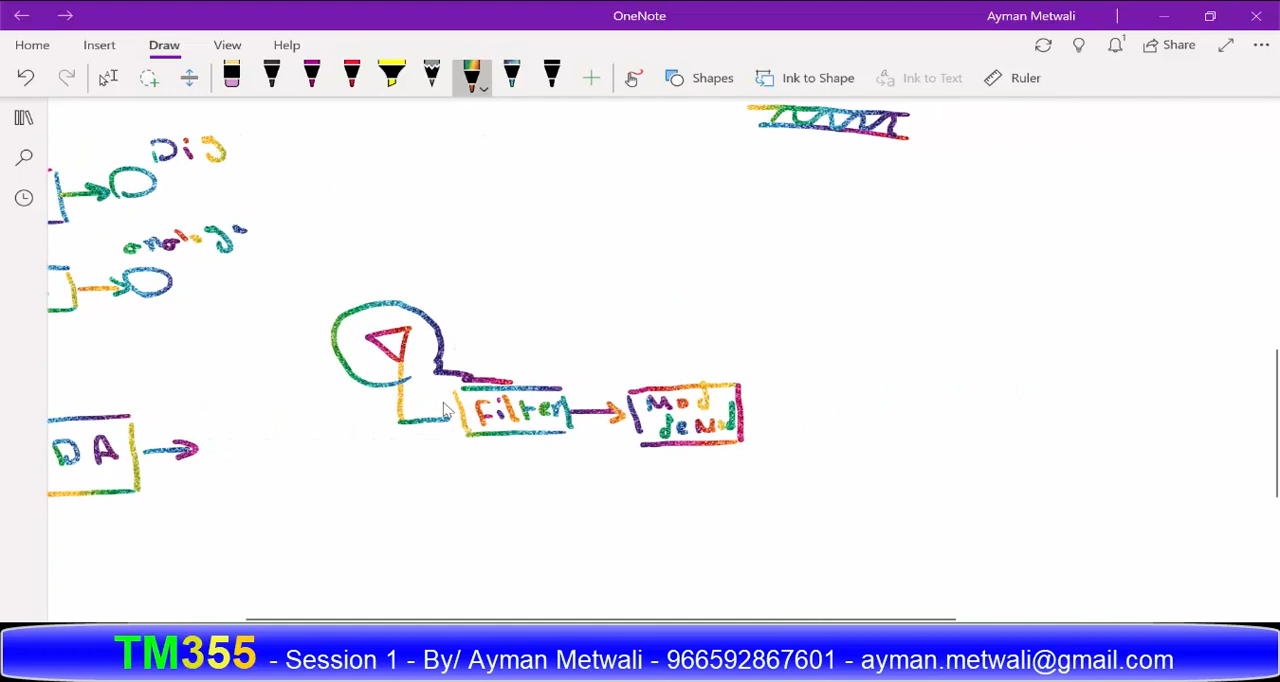 OneNote
Ayman Metwali
Home
Insert
Draw
View
Help
1
Share
Shapes
Ink to Shape
Ink to Text
Ruler
Dig
analog.
Filter
Mod
demod
DA
TM355 - Session 1 - By/ Ayman Metwali - 966592867601 - ayman.metwali@gmail.com